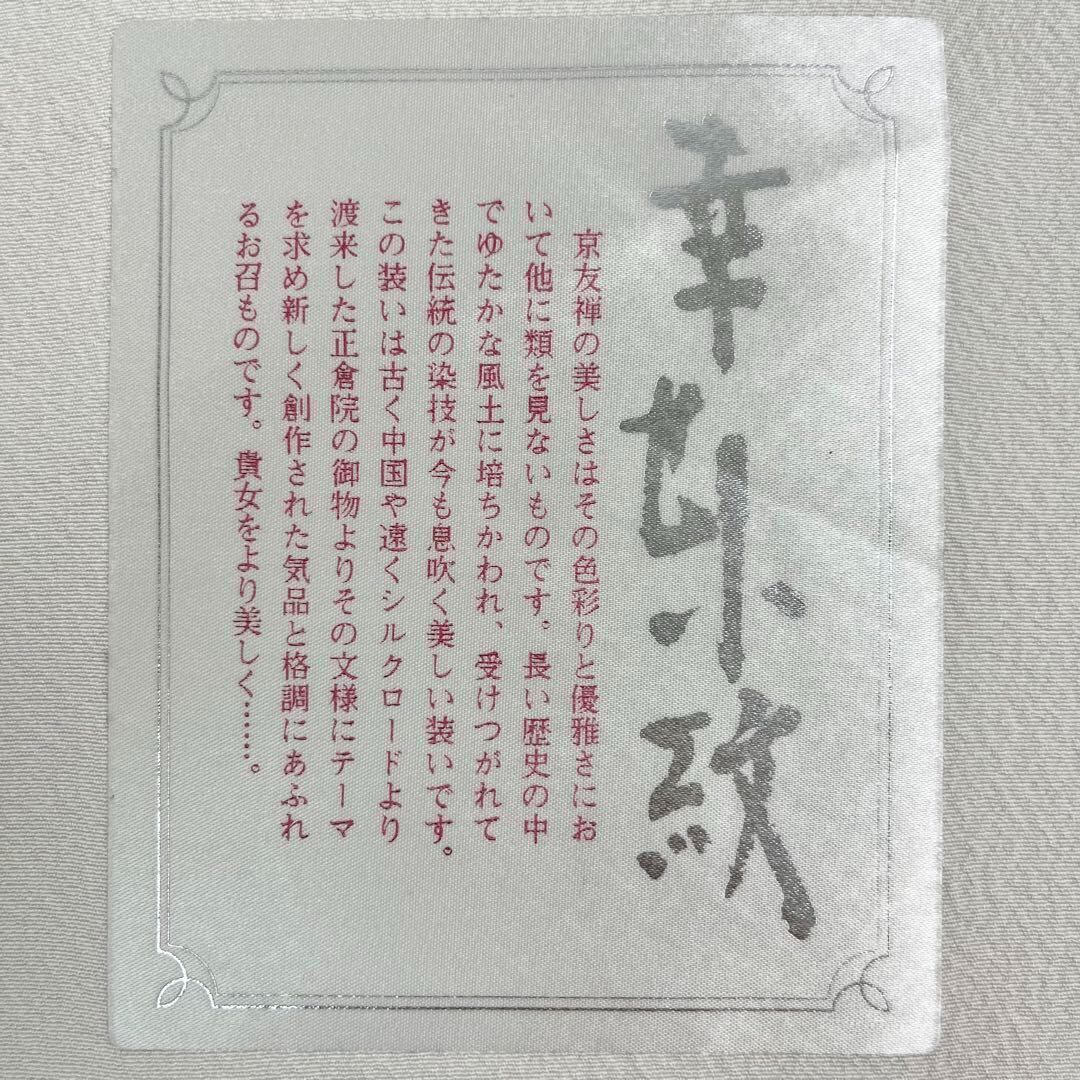 京友禅の美しさはその色彩りと優雅さにお
いて他に類を見ないものです。長い歴史の中
でゆたかな風土に培ちかわれ、受けつがれて
きた伝統の染技が今も息吹く美しい装いです。
この装いは古く中国や遠くシルクロードより
渡来した正倉院の御物よりその文様にテーマ
を求め新しく創作された気品と格調にあふれ
るお召ものです。貴女をより美しく……。